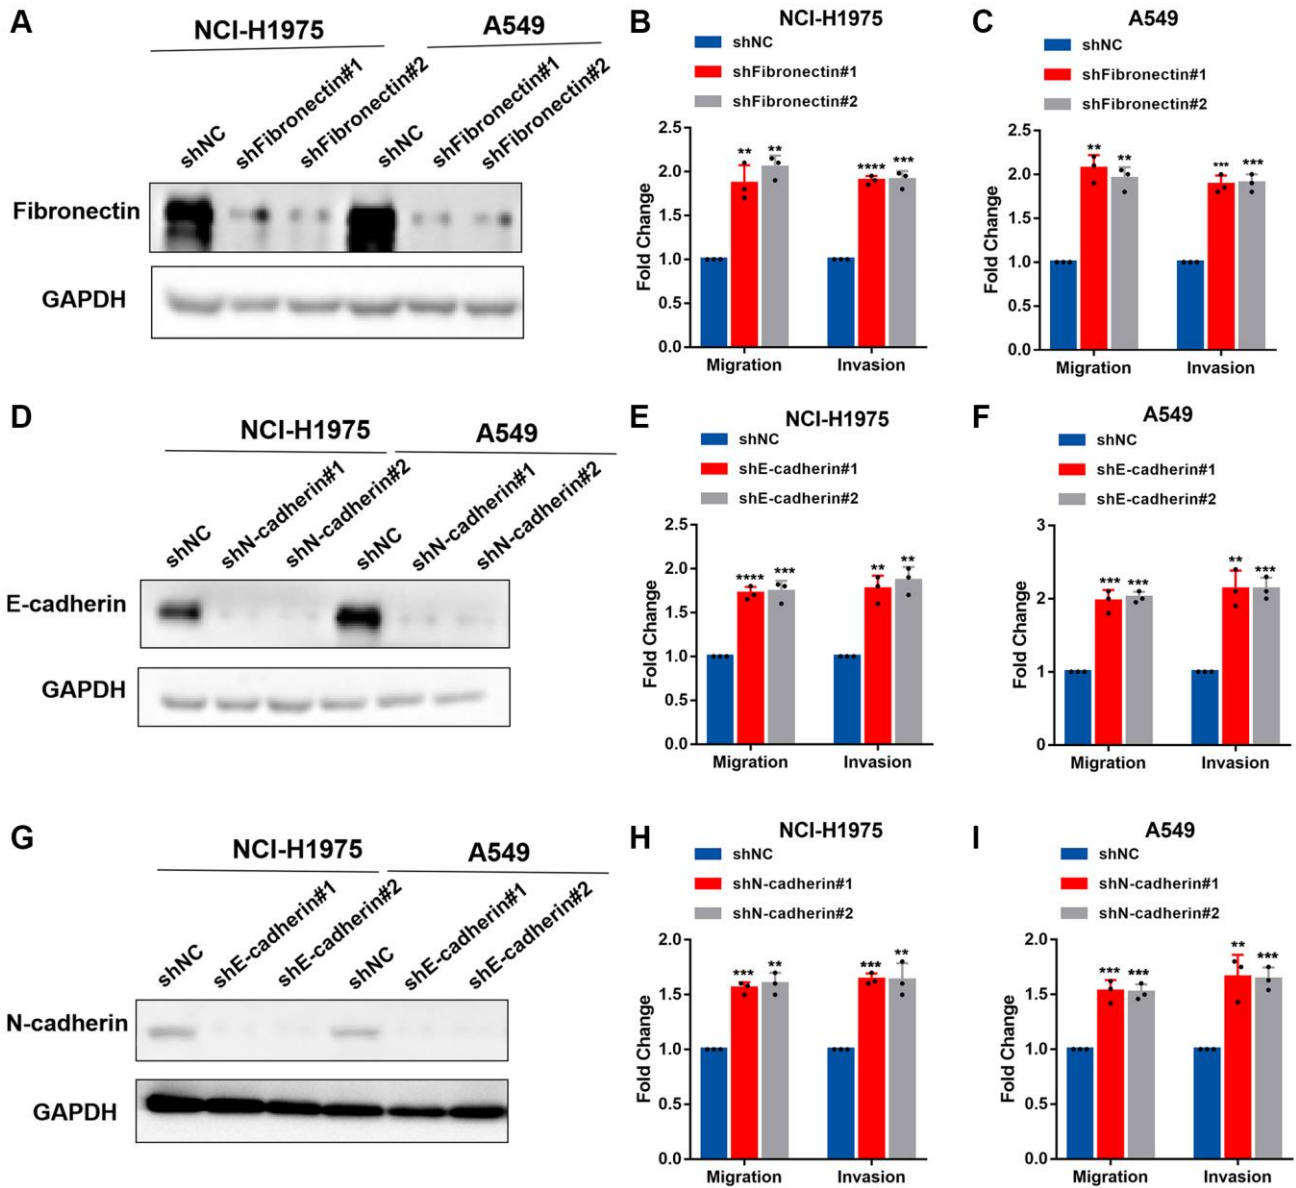 A
NCI-H1975
A549
shNC
shFibronectin#1
shFibronectin#2
shNC
shFibronectin#1
shFibronectin#2
Fibronectin
GAPDH
B
NCI-H1975
shNC
shFibronectin#1
shFibronectin#2
Fold Change
2.5
2.0
1.5
1.0
0.5
0.0
**
**
****
***
Migration
Invasion
C
A549
shNC
shFibronectin#1
shFibronectin#2
Fold Change
2.5
2.0
1.5
1.0
0.5
0.0
**
**
***
***
Migration
Invasion
D
NCI-H1975
A549
shNC
shN-cadherin#1
shN-cadherin#2
shNC
shN-cadherin#1
shN-cadherin#2
E-cadherin
GAPDH
E
NCI-H1975
shNC
shE-cadherin#1
shE-cadherin#2
Fold Change
2.5
2.0
1.5
1.0
0.5
0.0
****
***
**
**
Migration
Invasion
F
A549
shNC
shE-cadherin#1
shE-cadherin#2
Fold Change
3
2
1
0
***
***
**
***
Migration
Invasion
G
NCI-H1975
A549
shNC
shE-cadherin#1
shE-cadherin#2
shNC
shE-cadherin#1
shE-cadherin#2
N-cadherin
GAPDH
H
NCI-H1975
shNC
shN-cadherin#1
shN-cadherin#2
Fold Change
2.0
1.5
1.0
0.5
0.0
***
**
***
**
Migration
Invasion
I
A549
shNC
shN-cadherin#1
shN-cadherin#2
Fold Change
2.0
1.5
1.0
0.5
0.0
***
***
**
***
Migration
Invasion